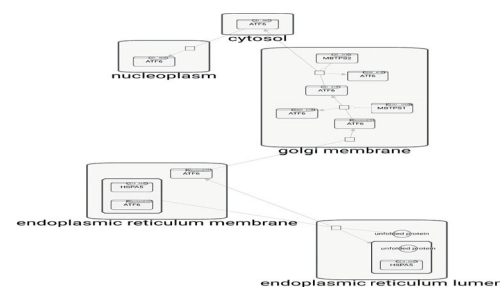 ATF6
cytosol
ATF6
nucleoplasm
MBTPS2
ATF6
ATF6
ATF6
MBTPS1
ATF6
golgi membrane
ATF6
HSPA5
ATF6
endoplasmic reticulum membrane
unfolded protein
unfolded protein
HSPA5
endoplasmic reticulum lumen